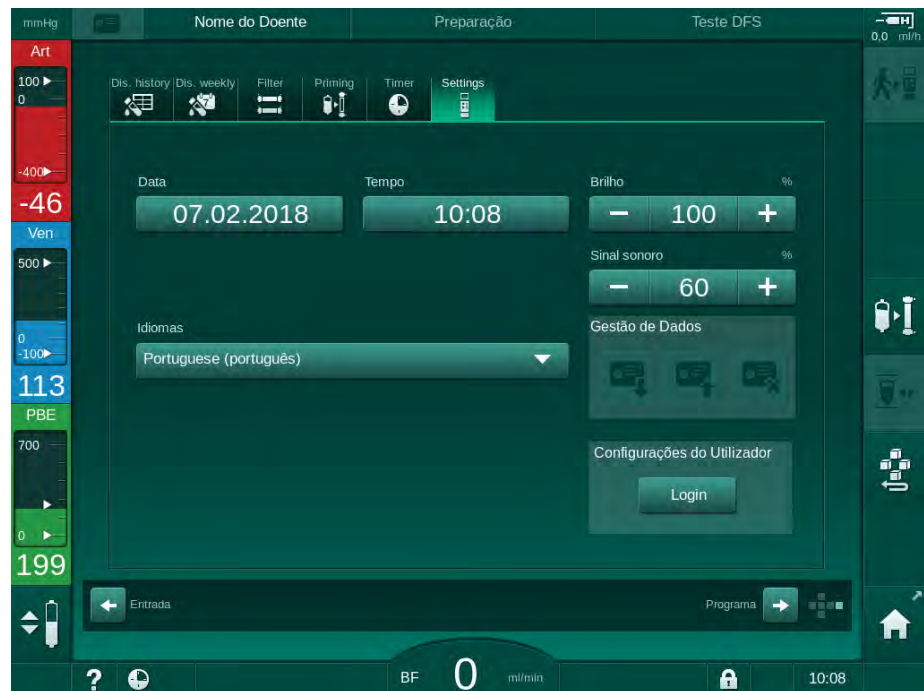 mmHg
Nome do Doente
Preparação
Teste DFS
0,0 ml/h
Art
100
0
-400
-46
Ven
500
0
-100
113
PBE
700
0
199
Dis. history
Dis. weekly
Filter
Priming
Timer
Settings
7
Data
Tempo
Brilho %
07.02.2018
10:08
− 100 +
Sinal sonoro %
− 60 +
Idiomas
Gestão de Dados
Portuguese (português)
Configurações do Utilizador
Login
Entrada
Programa
? BF 0 ml/min 10:08